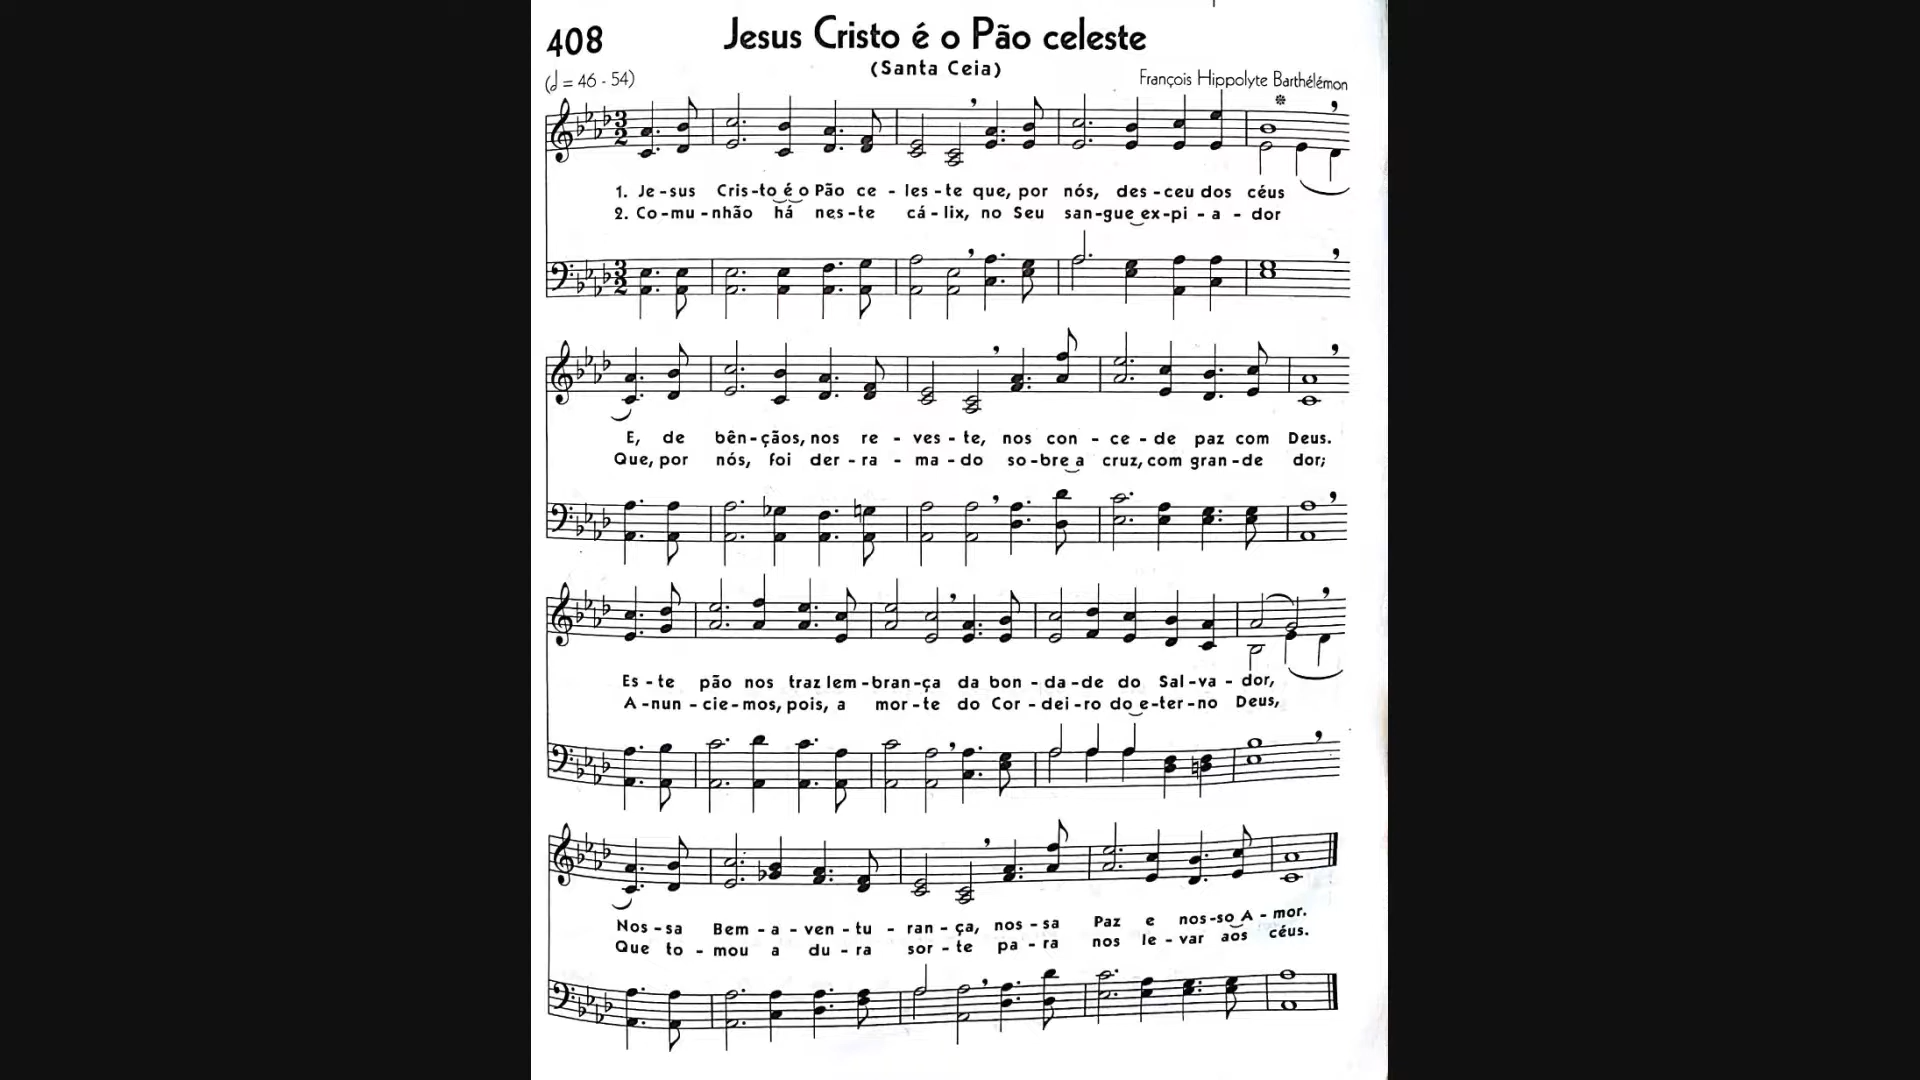 408
Jesus Cristo é o Pão celeste
(Santa Ceia)
(𝅗𝅥 = 46 - 54)
François Hippolyte Barthélémon
1. Je-sus Cris-to é o Pão ce - les-te que, por nós, des-ceu dos céus
2. Co-mu-nhão há nes-te cá-lix, no Seu san-gue ex-pi - a - dor
E, de bên-çãos, nos re - ves - te, nos con - ce - de paz com Deus.
Que, por nós, foi der-ra - ma-do so-bre a cruz, com gran-de dor;
Es-te pão nos traz lem-bran-ça da bon-da-de do Sal-va-dor,
A-nun-cie-mos, pois, a mor-te do Cor-dei-ro do e-ter-no Deus,
Nos-sa Bem-a-ven-tu-ran-ça, nos-sa Paz e nos-so A-mor.
Que to-mou a du-ra sor-te pa-ra nos le-var aos céus.